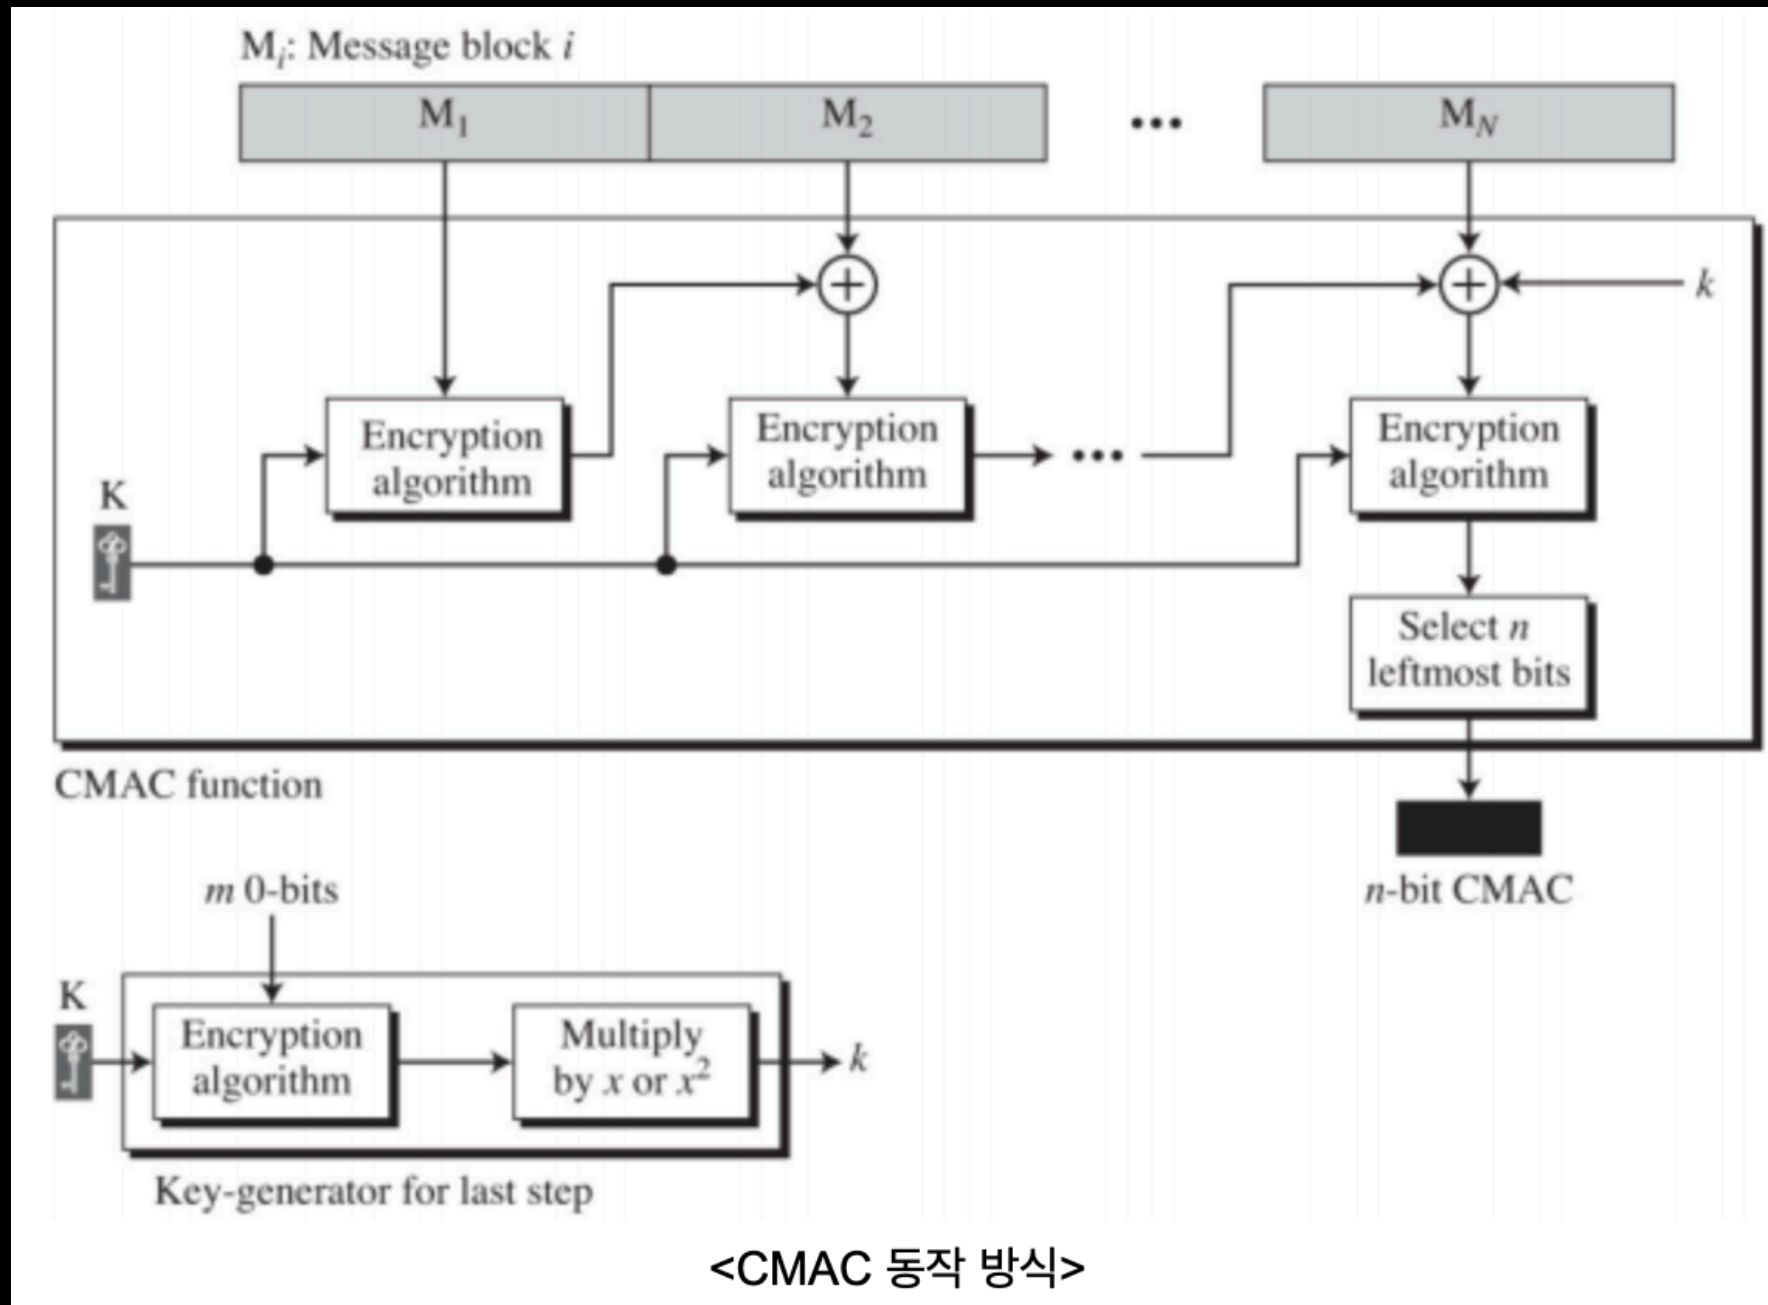 Mi: Message block i
M1
M2
...
MN
k
Encryption
algorithm
Encryption
algorithm
...
Encryption
algorithm
K
Select n
leftmost bits
CMAC function
n-bit CMAC
m 0-bits
K
Encryption
algorithm
Multiply
by x or x²
k
Key-generator for last step
<CMAC 동작 방식>